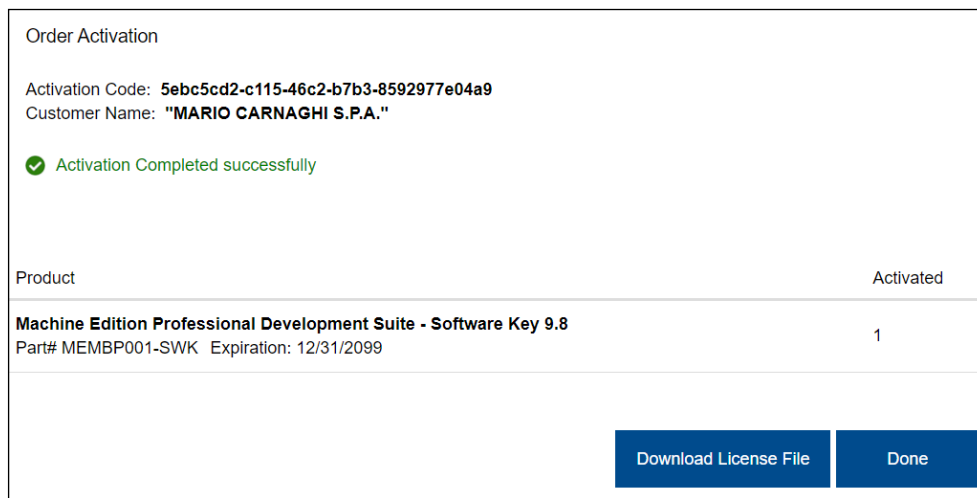 Order Activation
Activation Code: 5ebc5cd2-c115-46c2-b7b3-8592977e04a9
Customer Name: "MARIO CARNAGHI S.P.A."
Activation Completed successfully
Product Activated
Machine Edition Professional Development Suite - Software Key 9.8
Part# MEMBP001-SWK Expiration: 12/31/2099
1
Download License File Done